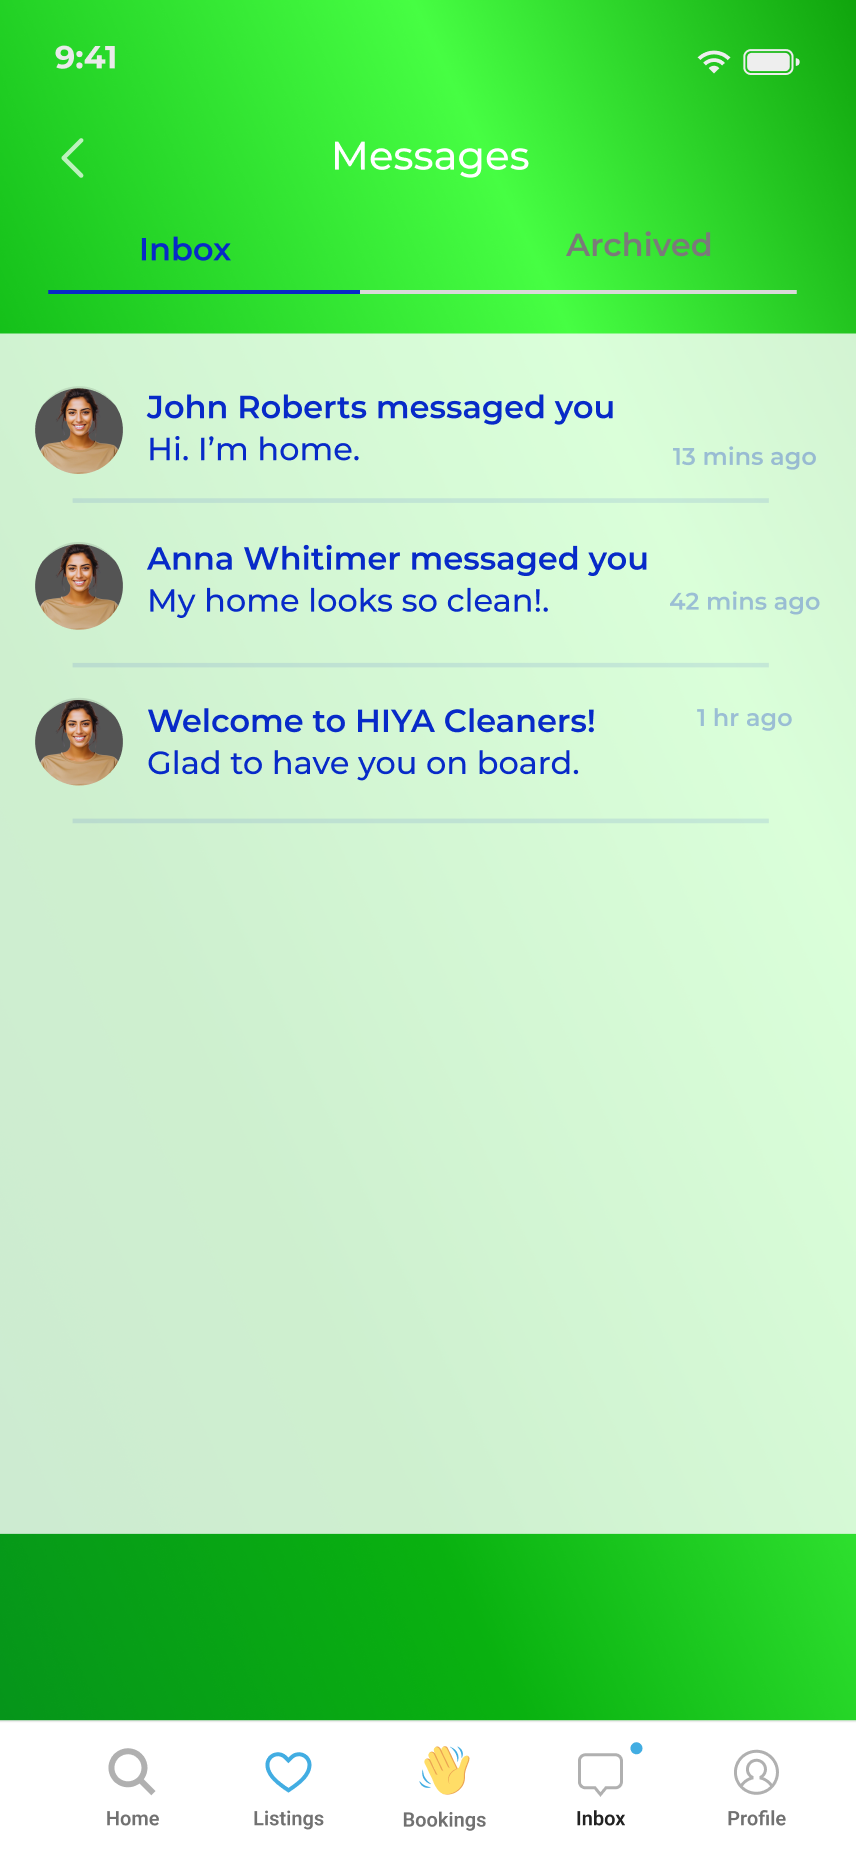 9:41
Messages
Inbox
Archived
John Roberts messaged you
Hi. I’m home.
13 mins ago
Anna Whitimer messaged you
My home looks so clean!.
42 mins ago
Welcome to HIYA Cleaners!
1 hr ago
Glad to have you on board.
Home
Listings
Bookings
Inbox
Profile